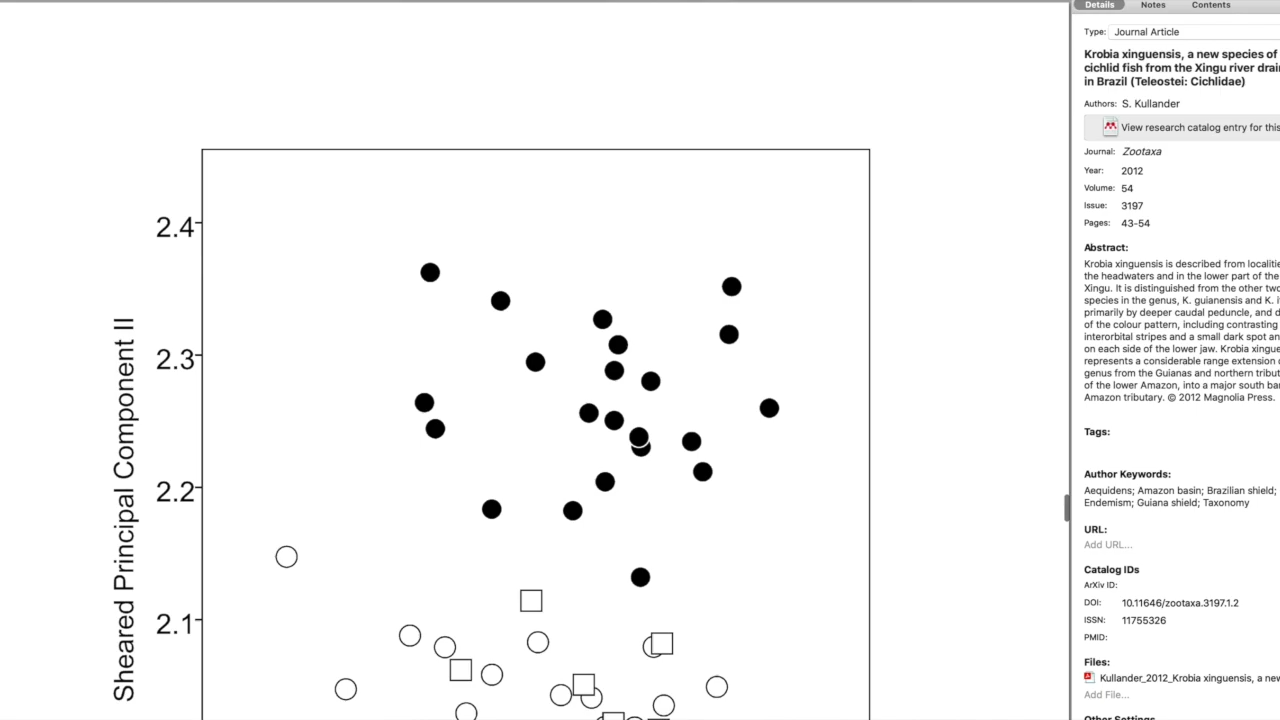 Details Notes Contents
Type: Journal Article
Krobia xinguensis, a new species of
cichlid fish from the Xingu river drai
in Brazil (Teleostei: Cichlidae)
Authors: S. Kullander
View research catalog entry for this
Journal: Zootaxa
Year: 2012
Volume: 54
Issue: 3197
Pages: 43-54
Abstract:
Krobia xinguensis is described from localitie
the headwaters and in the lower part of the
Xingu. It is distinguished from the other two
species in the genus, K. guianensis and K. i
primarily by deeper caudal peduncle, and d
of the colour pattern, including contrasting
interorbital stripes and a small dark spot an
on each side of the lower jaw. Krobia xingue
represents a considerable range extension o
genus from the Guianas and northern tribut
of the lower Amazon, into a major south ba
Amazon tributary. © 2012 Magnolia Press.
Tags:
Author Keywords:
Aequidens; Amazon basin; Brazilian shield;
Endemism; Guiana shield; Taxonomy
URL:
Add URL...
Catalog IDs
ArXiv ID:
DOI: 10.11646/zootaxa.3197.1.2
ISSN: 11755326
PMID:
Files:
Kullander_2012_Krobia xinguensis, a new
Add File...
Other Settings
Sheared Principal Component II
2.4
2.3
2.2
2.1